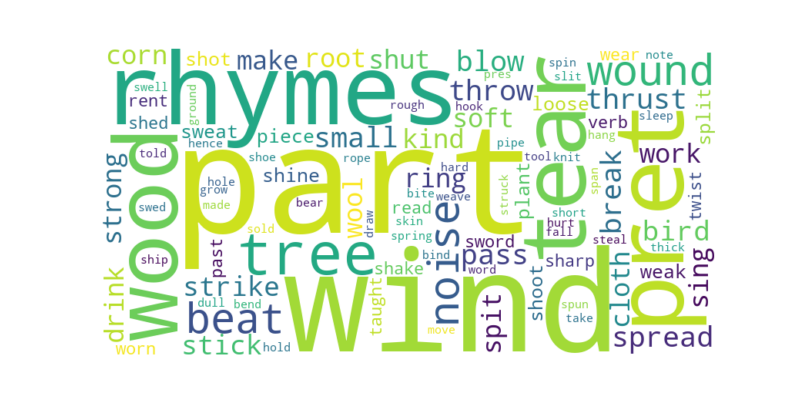 corn
shot
make
root
shut
blow
spin
slit
wear
note
rhymes
swell
rent
shed
ground
rough
pres
hook
throw
loose
tear
wound
thrust
verb
sleep
split
hang
pret
told
wood
sweat
hence
piece
small
kind
soft
part
shoe
rope
pipe
tool
knit
work
strong
hole
grow
made
shine
wool
ring
hard
bite
weave
struck
plant
span
break
twist
swed
sold
bear
draw
read
skin
spring
noise
sword
short
hurt
fall
steal
bird
thick
ship
past
tree
taught
shake
bind
pass
word
sharp
cloth
weak
sing
drink
strike
wind
dull
bend
beat
move
spit
shoot
spun
take
spread
worn
stick
hold